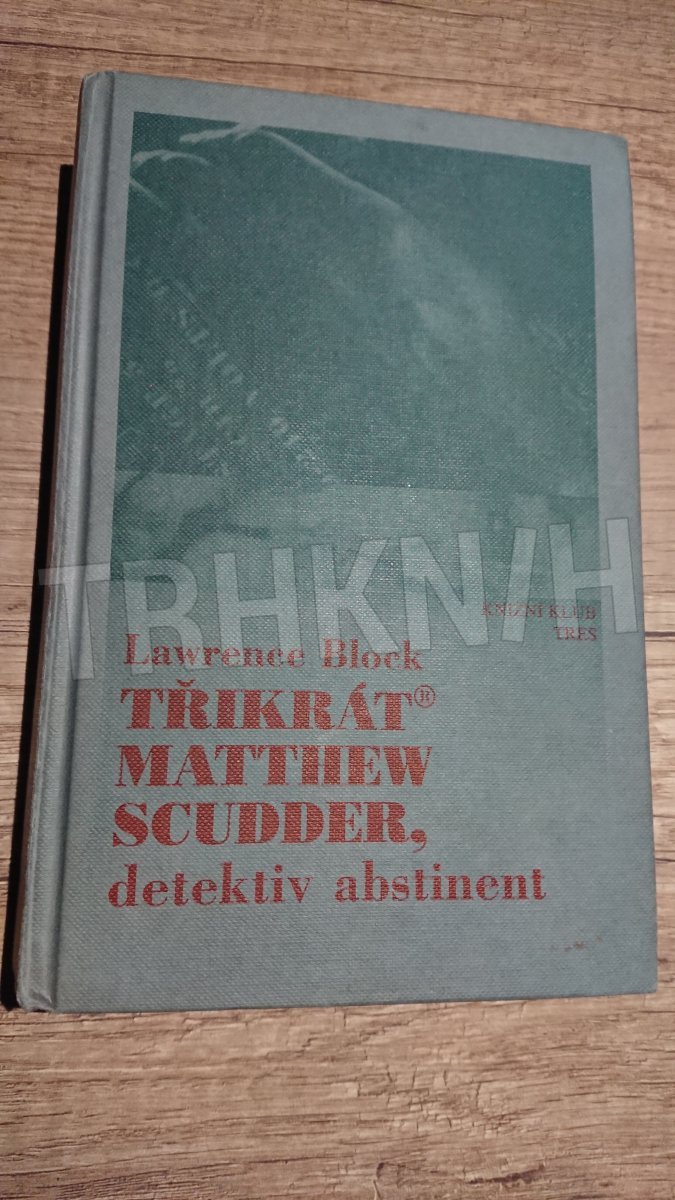 TRHKNIH
KNIŽNÍ KLUB
TRES
Lawrence Block
TŘIKRÁT®
MATTHEW
SCUDDER,
detektiv abstinent